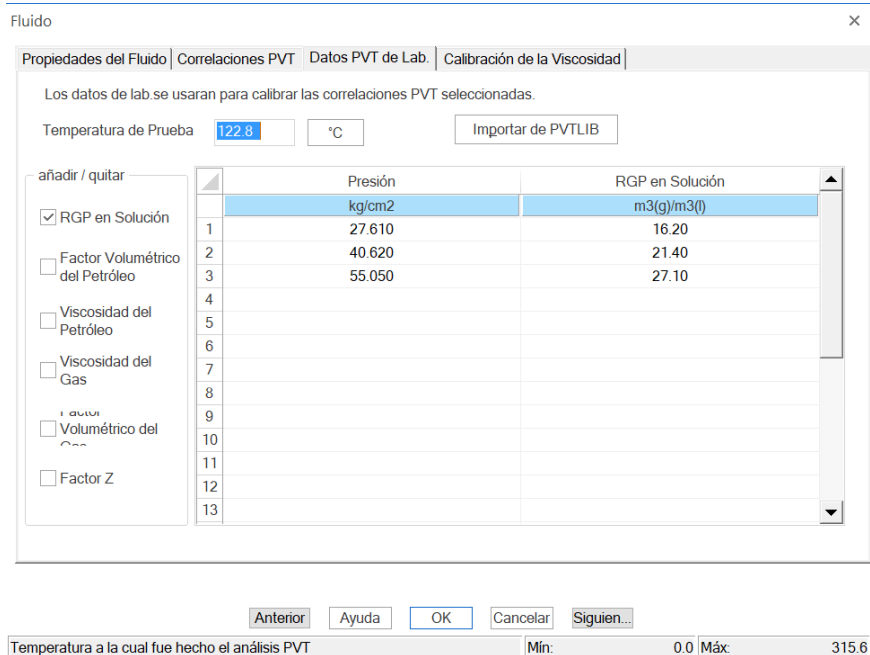 Fluido
Propiedades del Fluido Correlaciones PVT Datos PVT de Lab. Calibración de la Viscosidad
Los datos de lab.se usaran para calibrar las correlaciones PVT seleccionadas.
Temperatura de Prueba 122.8 °C Importar de PVTLIB
añadir / quitar
RGP en Solución
Factor Volumétrico
del Petróleo
Viscosidad del
Petróleo
Viscosidad del
Gas
Volumétrico del
Factor Z
Presión RGP en Solución
kg/cm2 m3(g)/m3(l)
1 27.610 16.20
2 40.620 21.40
3 55.050 27.10
4
5
6
7
8
9
10
11
12
13
Anterior Ayuda OK Cancelar Siguien...
Temperatura a la cual fue hecho el análisis PVT Mín: 0.0 Máx: 315.6